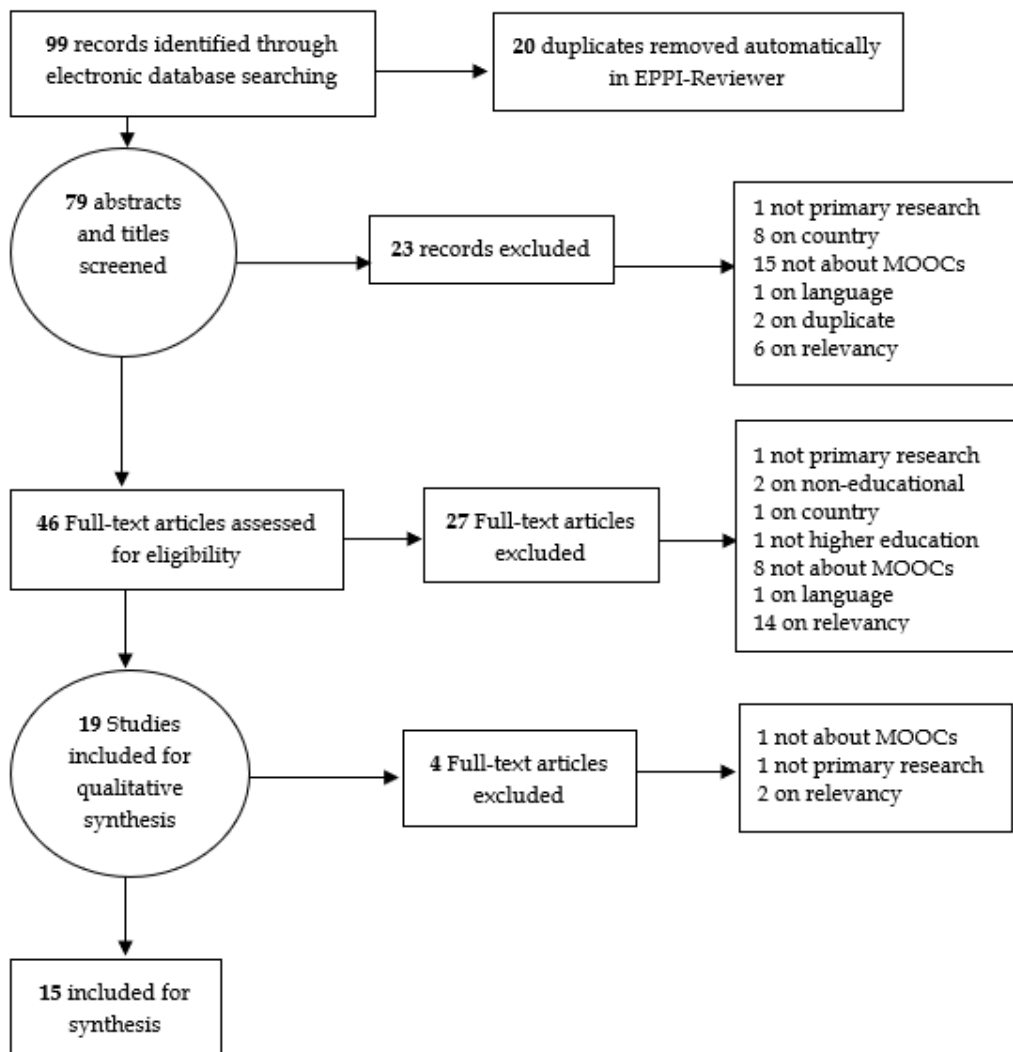 99 records identified through
electronic database searching
20 duplicates removed automatically
in EPPI-Reviewer
79 abstracts
and titles
screened
23 records excluded
1 not primary research
8 on country
15 not about MOOCs
1 on language
2 on duplicate
6 on relevancy
46 Full-text articles assessed
for eligibility
27 Full-text articles
excluded
1 not primary research
2 on non-educational
1 on country
1 not higher education
8 not about MOOCs
1 on language
14 on relevancy
19 Studies
included for
qualitative
synthesis
4 Full-text articles
excluded
1 not about MOOCs
1 not primary research
2 on relevancy
15 included for
synthesis